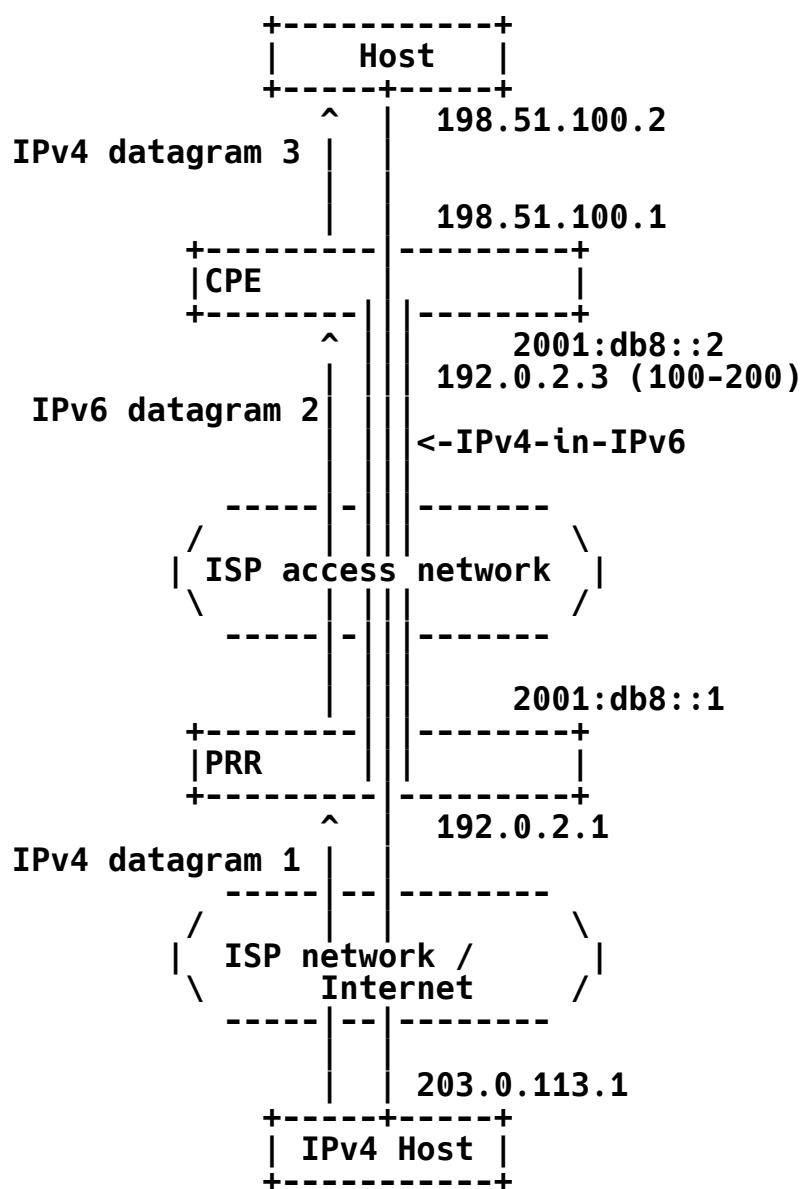 +-----------+
|    Host   |
+-----+-----+
^  |  198.51.100.2
IPv4 datagram 3 |  |
|  |
|  |  198.51.100.1
+---------|---------+
|CPE                |
+--------|||--------+
^ |||     2001:db8::2
| ||| 192.0.2.3 (100-200)
IPv6 datagram 2| |||
| |||<-IPv4-in-IPv6
| |||
-----|-|||-------
/      | |||        \
| ISP access network  |
\      | |||        /
-----|-|||-------
| |||
| |||     2001:db8::1
+--------|||--------+
|PRR     |||        |
+---------|---------+
^  |  192.0.2.1
IPv4 datagram 1 |  |
-----|--|--------
/      |  |         \
|  ISP network /      |
\      Internet     /
-----|--|--------
|  |
|  | 203.0.113.1
+-----+-----+
| IPv4 Host |
+-----------+